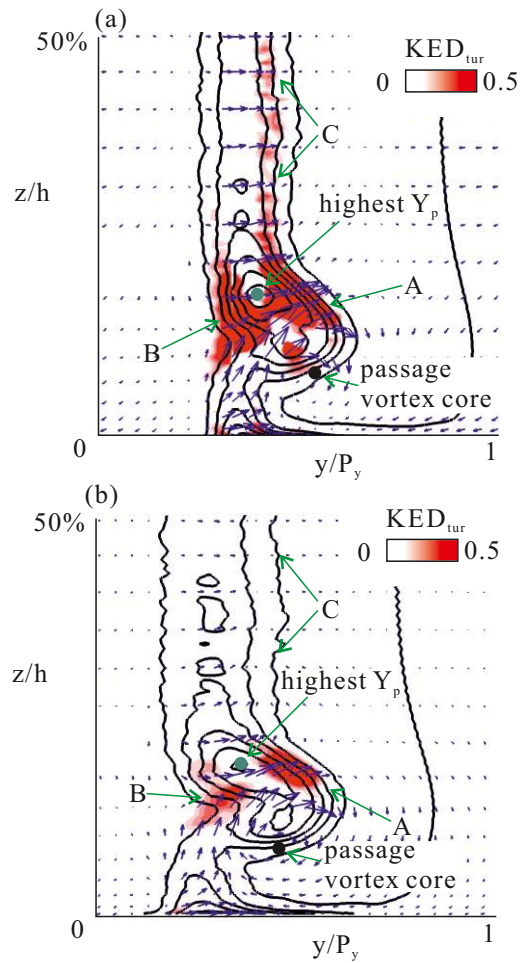 (a)
50%
KED_tur
0 0.5
C
z/h
highest Y_p
A
B
passage
vortex core
0 1
y/P_y
(b)
50%
KED_tur
0 0.5
C
z/h
highest Y_p
B
A
passage
vortex core
0 1
y/P_y